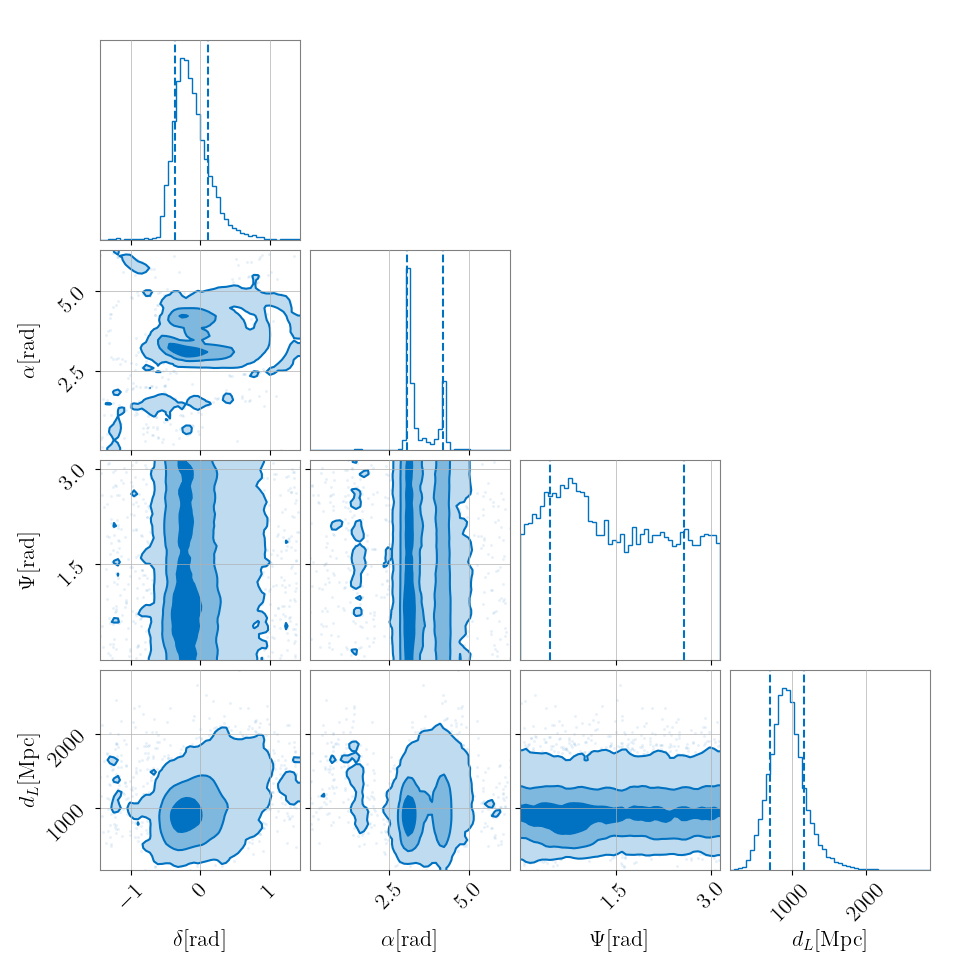 α[rad]
5.0
2.5
Ψ[rad]
3.0
1.5
d_L[Mpc]
2000
1000
−1 0 1
2.5 5.0
1.5 3.0
1000 2000
δ[rad] α[rad] Ψ[rad] d_L[Mpc]